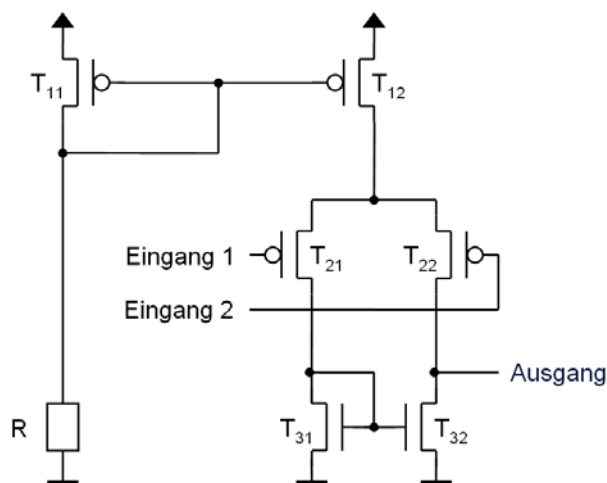 T11
T12
Eingang 1
T21
T22
Eingang 2
Ausgang
R
T31
T32